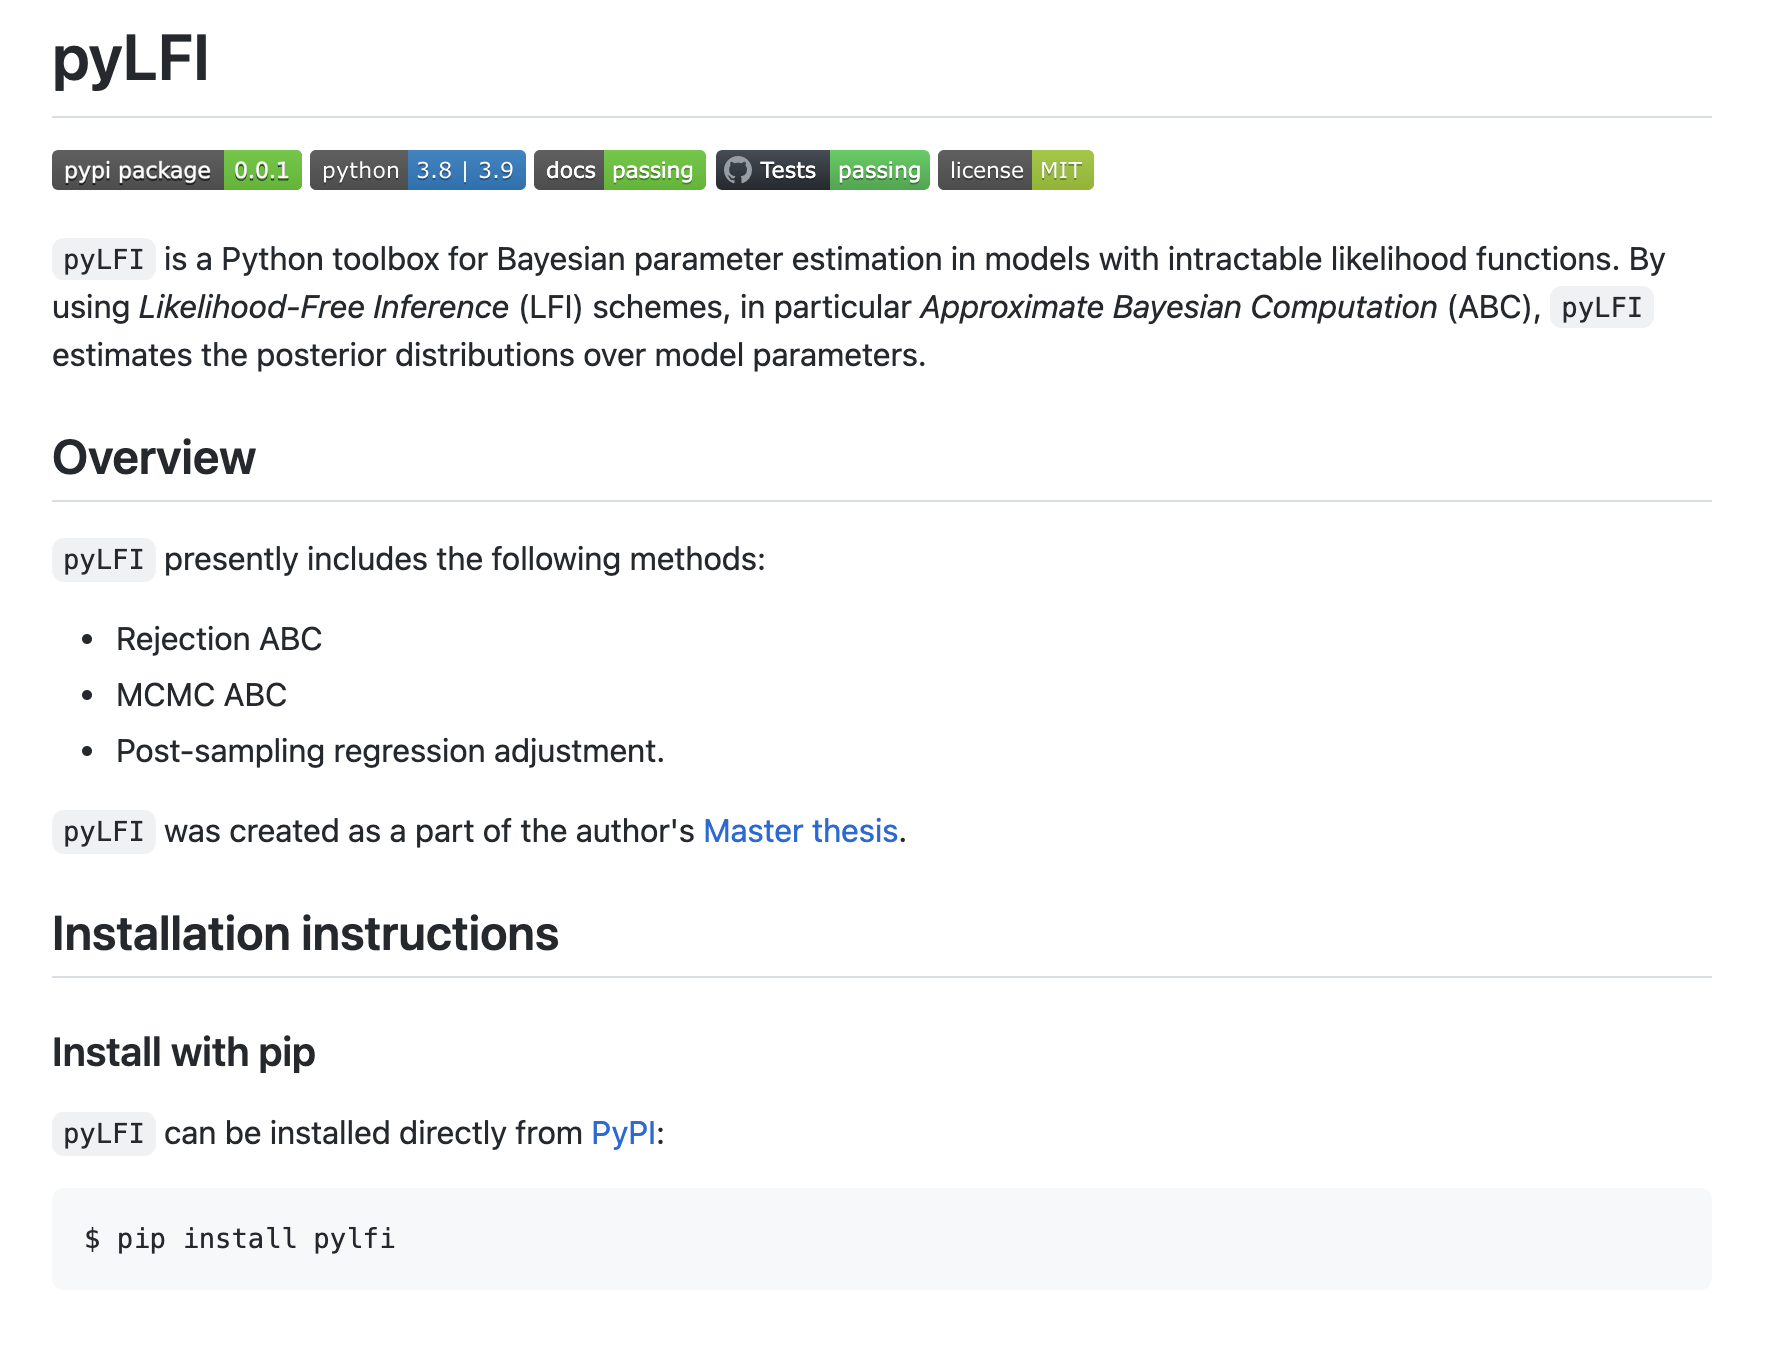 pyLFI
pypi package 0.0.1 python 3.8 | 3.9 docs passing Tests passing license MIT
pyLFI is a Python toolbox for Bayesian parameter estimation in models with intractable likelihood functions. By
using Likelihood-Free Inference (LFI) schemes, in particular Approximate Bayesian Computation (ABC), pyLFI
estimates the posterior distributions over model parameters.
Overview
pyLFI presently includes the following methods:
• Rejection ABC
• MCMC ABC
• Post-sampling regression adjustment.
pyLFI was created as a part of the author's Master thesis.
Installation instructions
Install with pip
pyLFI can be installed directly from PyPI:
$ pip install pylfi